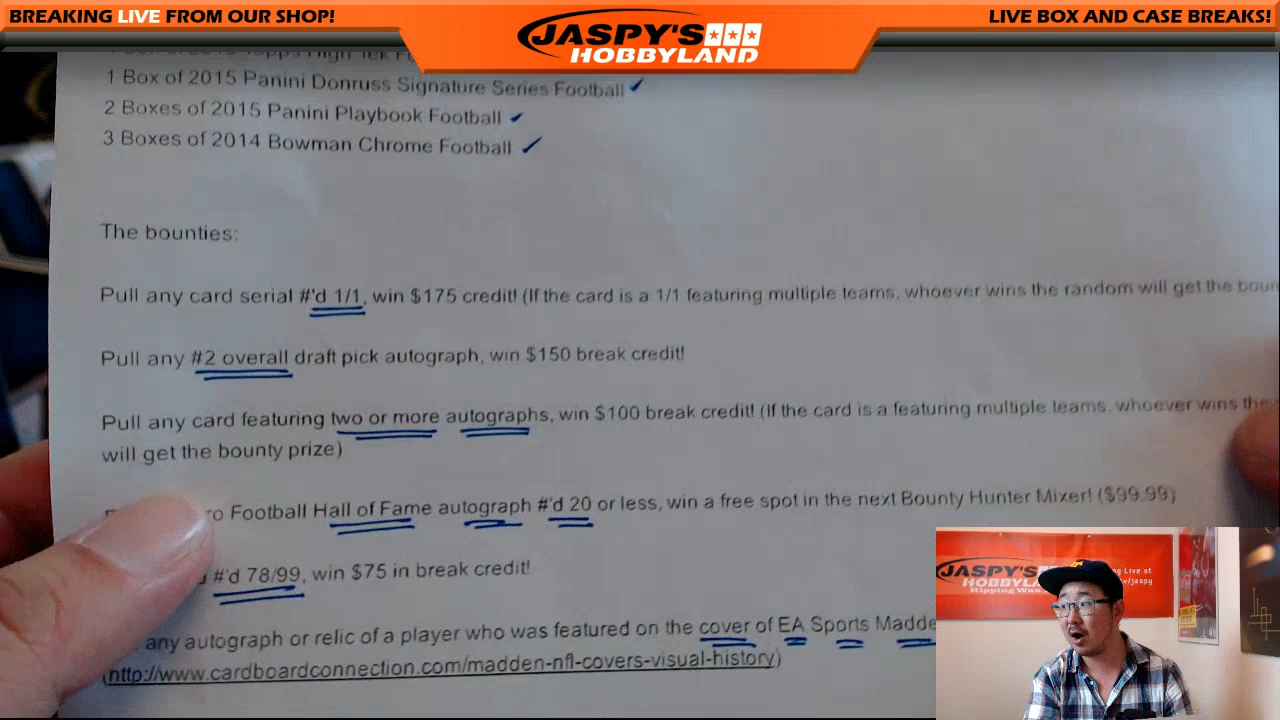 BREAKING LIVE FROM OUR SHOP!
JASPY'S HOBBYLAND
LIVE BOX AND CASE BREAKS!
1 Box of 2015 Panini Donruss Signature Series Football
2 Boxes of 2015 Panini Playbook Football
3 Boxes of 2014 Bowman Chrome Football
The bounties:
Pull any card serial #'d 1/1, win $175 credit! (If the card is a 1/1 featuring multiple teams, whoever wins the random will get the
Pull any #2 overall draft pick autograph, win $150 break credit!
Pull any card featuring two or more autographs, win $100 break credit! (If the card is a featuring multiple teams, whoever wins the
will get the bounty prize)
Football Hall of Fame autograph #'d 20 or less, win a free spot in the next Bounty Hunter Mixer! ($99.99)
#'d 78/99, win $75 in break credit!
any autograph or relic of a player who was featured on the cover of EA Sports
(http://www.cardboardconnection.com/madden-nfl-covers-visual-history)
JASPY'S
HOBBYLAND